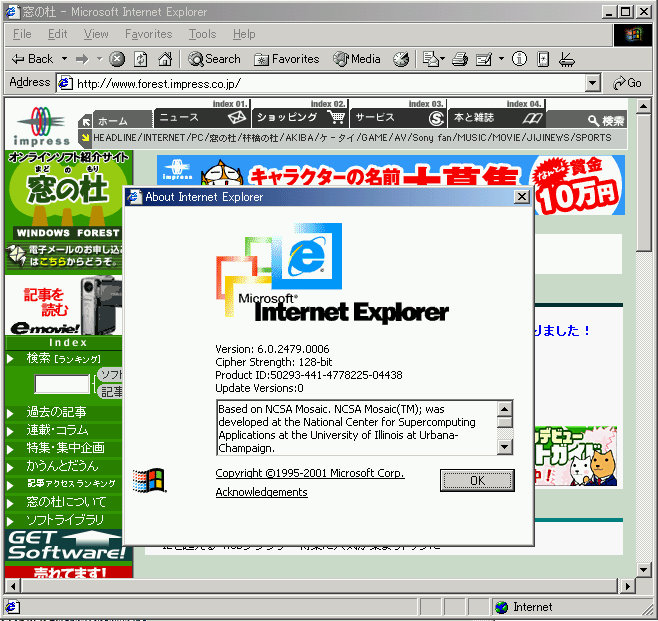 窓の杜 - Microsoft Internet Explorer
File Edit View Favorites Tools Help
Back Search Favorites Media
Address http://www.forest.impress.co.jp/ Go
index 01. index 02. index 03. index 04.
ホーム ニュース ショッピング サービス 本と雑誌 検索
impress
HEADLINE/INTERNET/PC/窓の杜/林檎の杜/AKIBA/ケータイ/GAME/AV/Sony fan/MUSIC/MOVIE/JIJINEWS/SPORTS
オンラインソフト紹介サイト
まど の もり
窓の杜
WINDOWS FOREST
impress
キャラクターの名前大募集
なんと賞金
10万円
電子メールのお申し込
はこちらからどうぞ。
記事を
読む
emovie!
Index
検索 [ランキング]
ソフト
記事
過去の記事
連載・コラム
特集・集中企画
かうんとだうん
記事アクセスランキング
窓の杜について
ソフトライブラリ
GET
Software!
売れてます!
りました!
デビュー
トガイド
About Internet Explorer
Microsoft®
Internet Explorer
Version: 6.0.2479.0006
Cipher Strength: 128-bit
Product ID:50293-441-4778225-04438
Update Versions:0
Based on NCSA Mosaic. NCSA Mosaic(TM); was
developed at the National Center for Supercomputing
Applications at the University of Illinois at Urbana-
Champaign.
Copyright ©1995-2001 Microsoft Corp.
OK
Acknowledgements
Internet